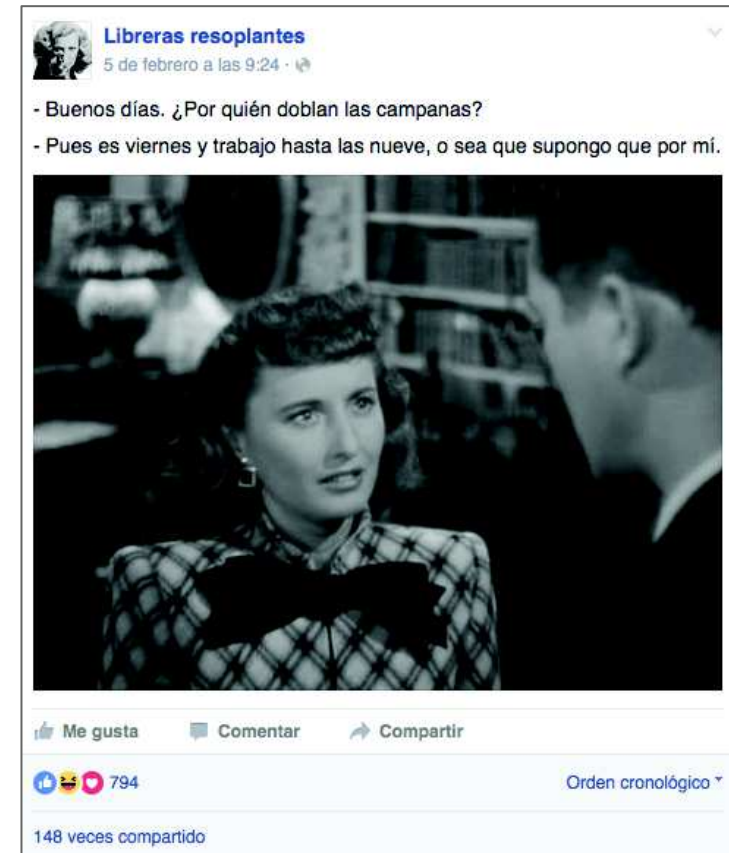 Libreras resoplantes
5 de febrero a las 9:24 ·
- Buenos días. ¿Por quién doblan las campanas?
- Pues es viernes y trabajo hasta las nueve, o sea que supongo que por mí.
Me gusta Comentar Compartir
794 Orden cronológico
148 veces compartido